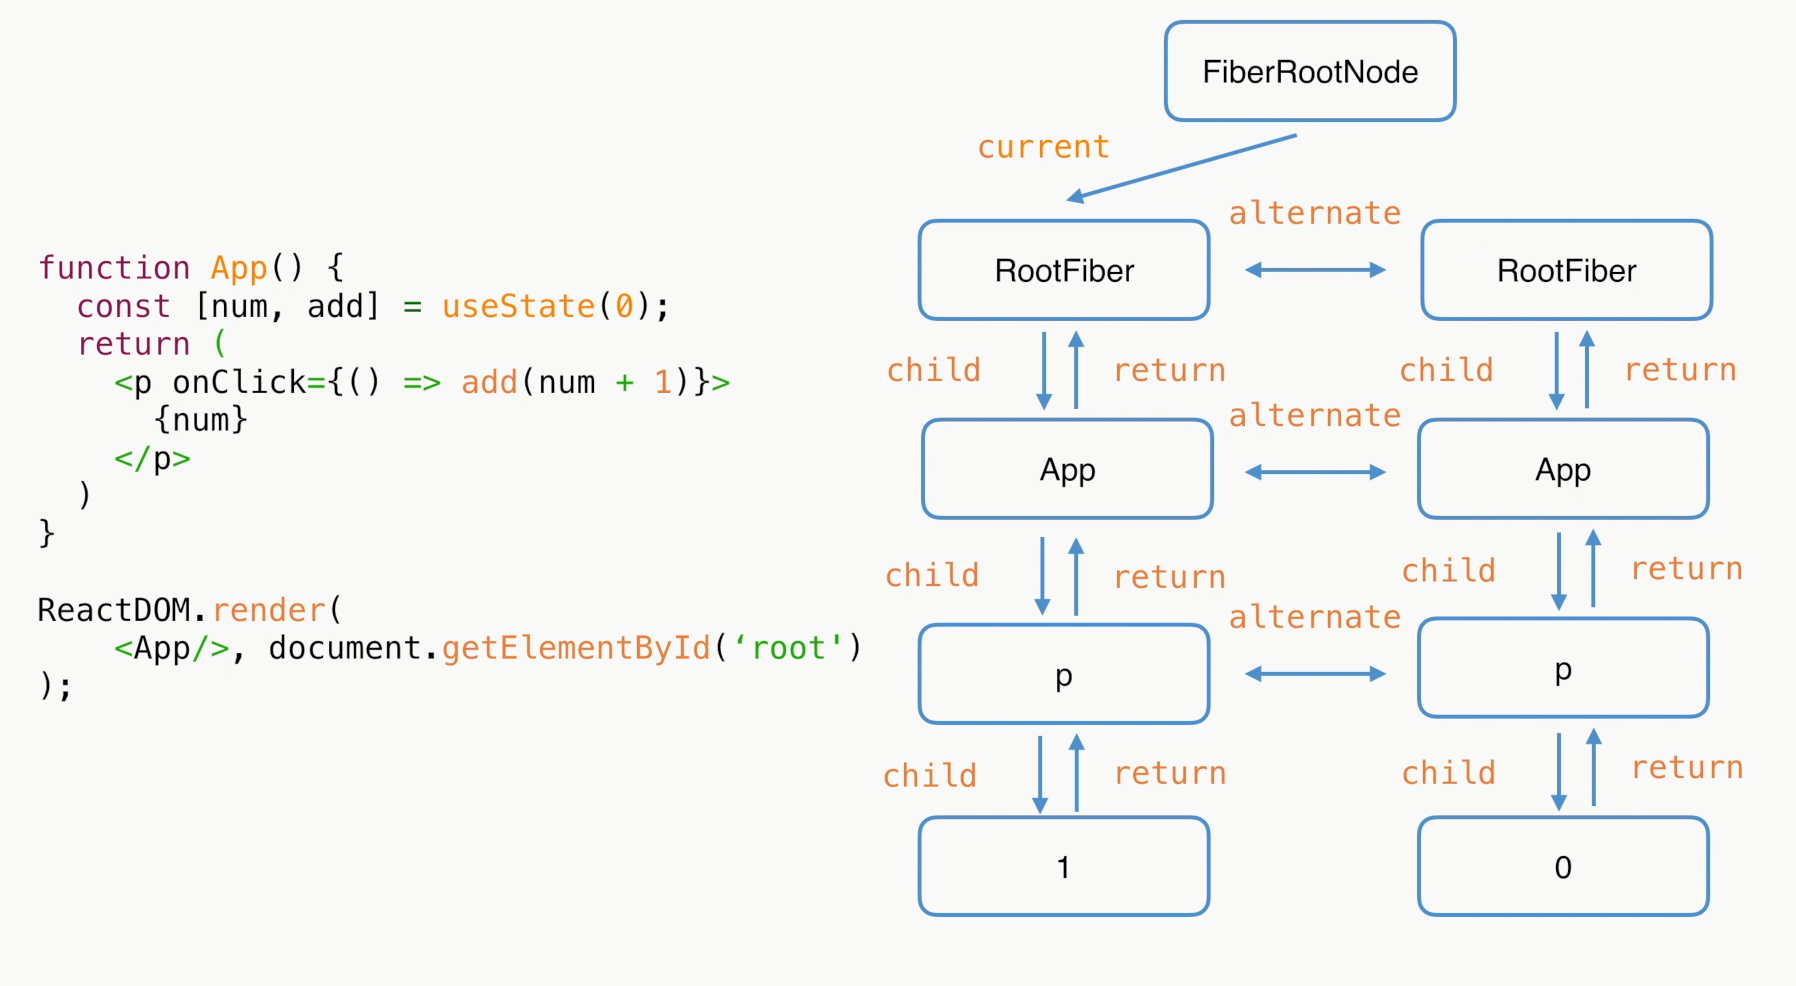 function App() {
  const [num, add] = useState(0);
  return (
    <p onClick={() => add(num + 1)}>
      {num}
    </p>
  )
}
ReactDOM.render(
    <App/>, document.getElementById(‘root')
);
FiberRootNode
current
alternate
RootFiber
RootFiber
child
return
child
return
alternate
App
App
child
return
child
return
alternate
p
p
child
return
child
return
1
0